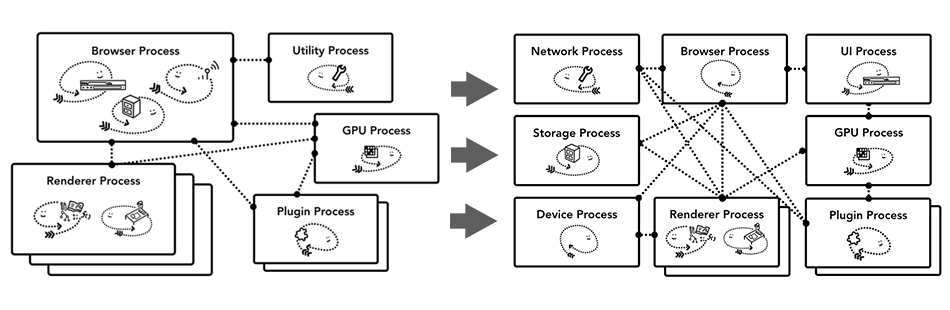 Browser Process
Utility Process
GPU Process
Renderer Process
Plugin Process
Network Process
Browser Process
UI Process
Storage Process
GPU Process
Device Process
Renderer Process
Plugin Process